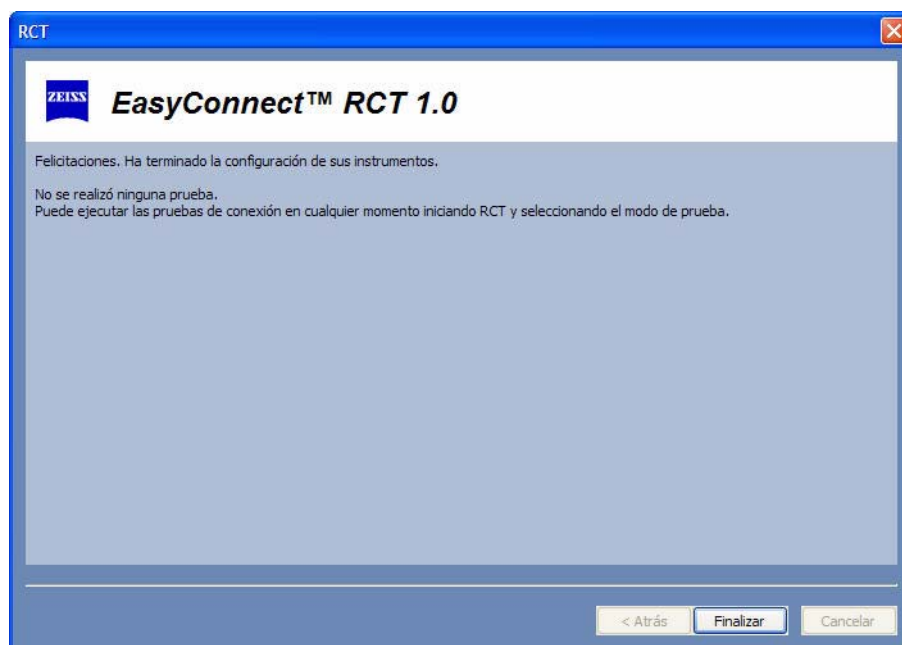 RCT
ZEISS
EasyConnect™ RCT 1.0
Felicitaciones. Ha terminado la configuración de sus instrumentos.
No se realizó ninguna prueba.
Puede ejecutar las pruebas de conexión en cualquier momento iniciando RCT y seleccionando el modo de prueba.
< Atrás
Finalizar
Cancelar